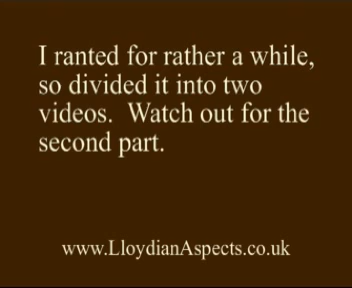 I ranted for rather a while,
so divided it into two
videos.  Watch out for the
second part.
www.LloydianAspects.co.uk